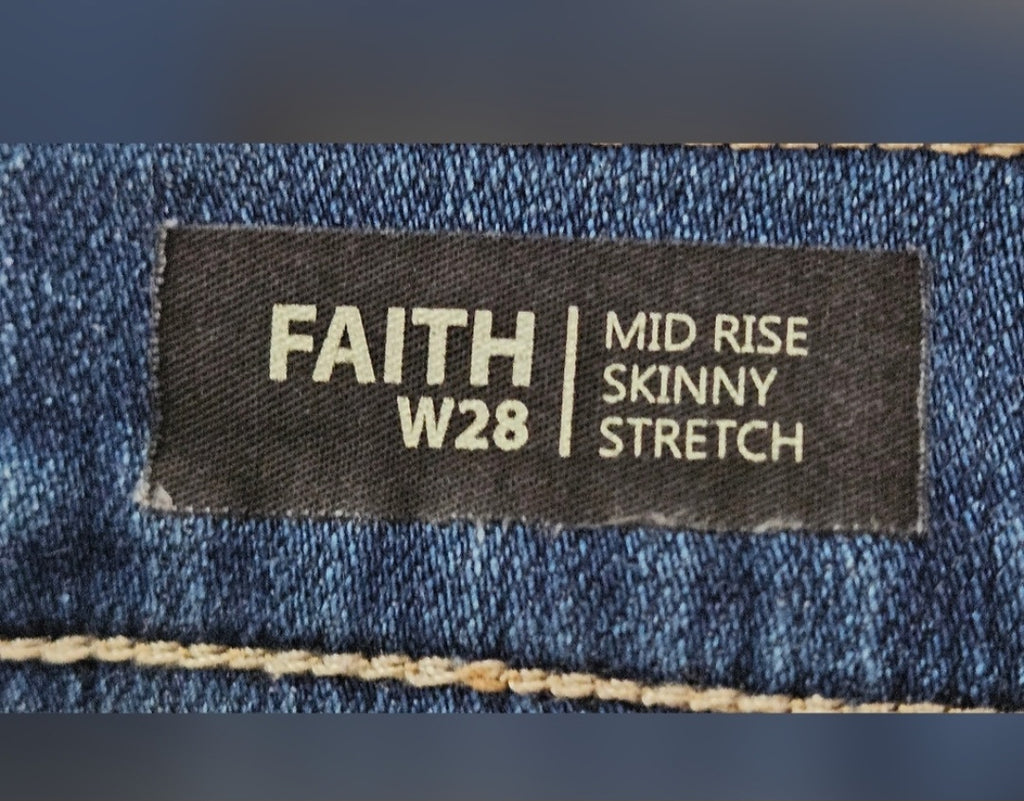 FAITH
W28
MID RISE
SKINNY
STRETCH